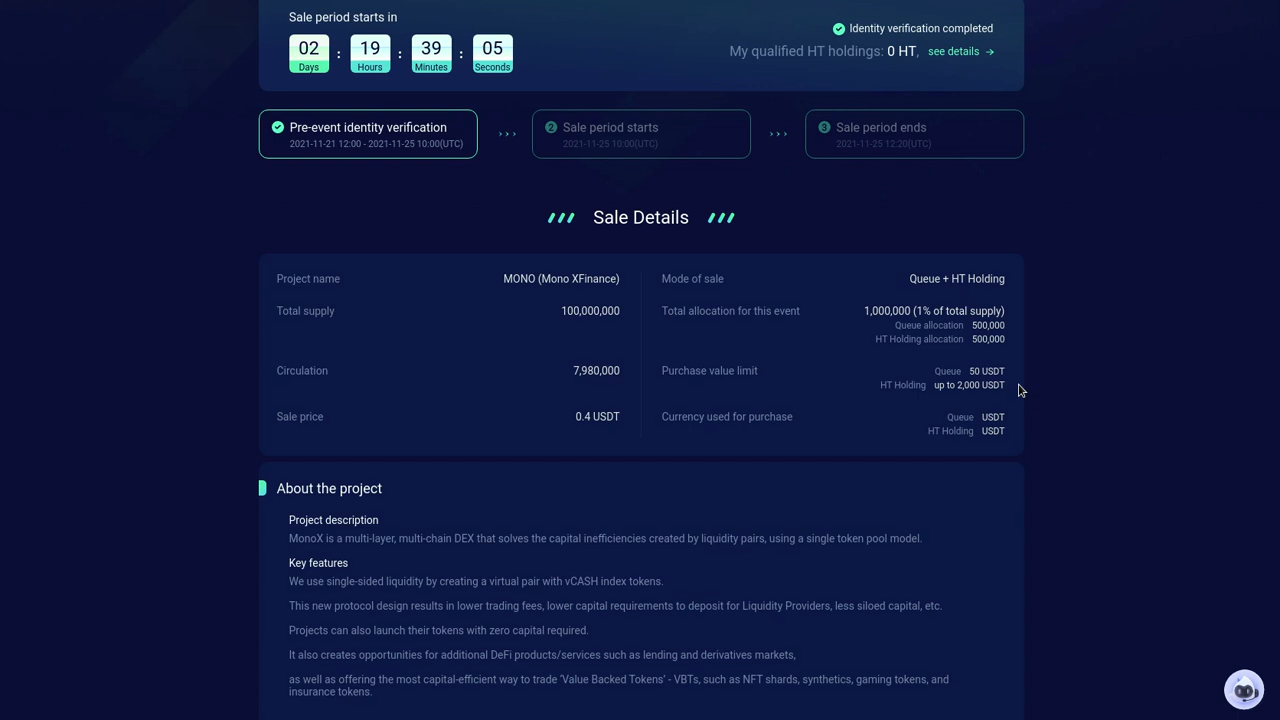 Sale period starts in
Identity verification completed
02 : 19 : 39 : 05
Days Hours Minutes Seconds
My qualified HT holdings: 0 HT, see details →
Pre-event identity verification
2021-11-21 12:00 - 2021-11-25 10:00(UTC)
2 Sale period starts
2021-11-25 10:00(UTC)
3 Sale period ends
2021-11-25 12:20(UTC)
Sale Details
Project name MONO (Mono XFinance)
Total supply 100,000,000
Circulation 7,980,000
Sale price 0.4 USDT
Mode of sale Queue + HT Holding
Total allocation for this event 1,000,000 (1% of total supply)
Queue allocation 500,000
HT Holding allocation 500,000
Purchase value limit Queue 50 USDT
HT Holding up to 2,000 USDT
Currency used for purchase Queue USDT
HT Holding USDT
About the project
Project description
MonoX is a multi-layer, multi-chain DEX that solves the capital inefficiencies created by liquidity pairs, using a single token pool model.
Key features
We use single-sided liquidity by creating a virtual pair with vCASH index tokens.
This new protocol design results in lower trading fees, lower capital requirements to deposit for Liquidity Providers, less siloed capital, etc.
Projects can also launch their tokens with zero capital required.
It also creates opportunities for additional DeFi products/services such as lending and derivatives markets,
as well as offering the most capital-efficient way to trade ‘Value Backed Tokens’ - VBTs, such as NFT shards, synthetics, gaming tokens, and
insurance tokens.